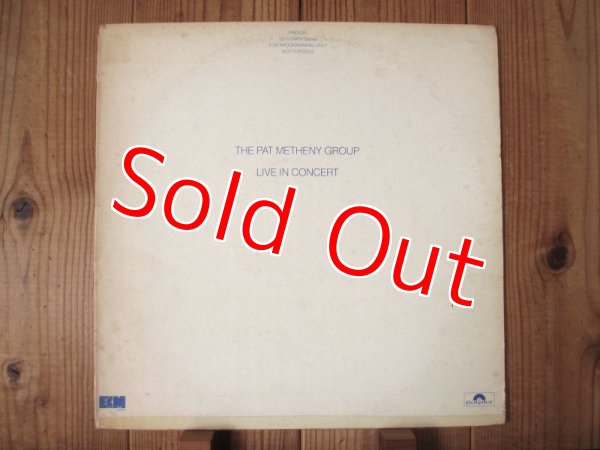 FOR PROGRAMMING ONLY
NOT FOR SALE
THE PAT METHENY GROUP
LIVE IN CONCERT
Sold Out
ECM
Polydor